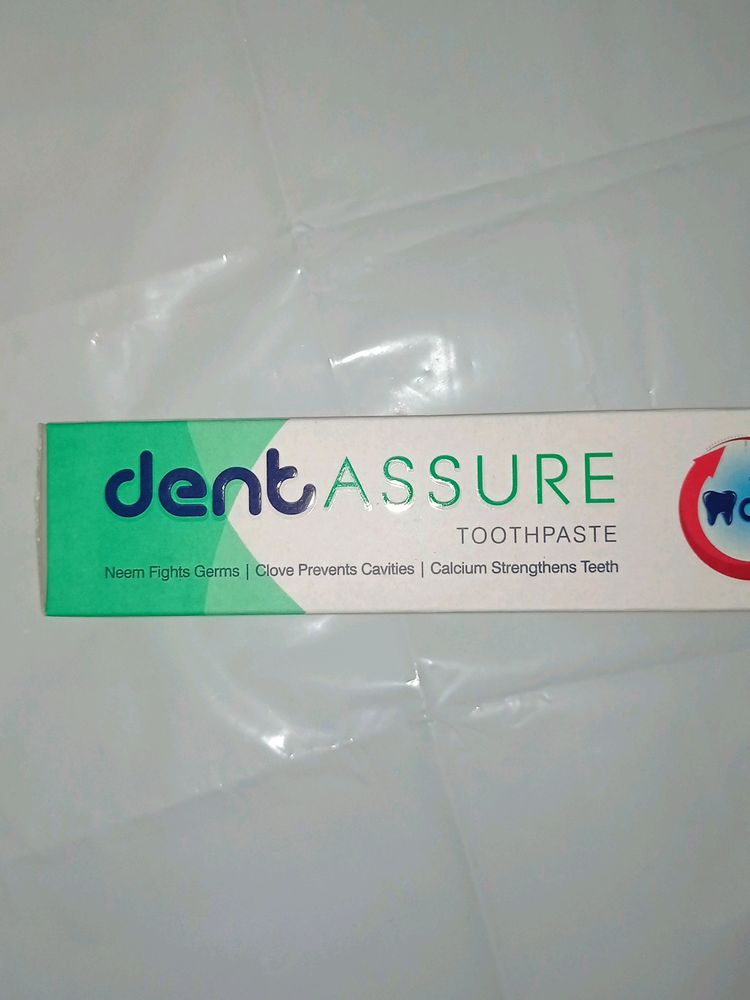 dentASSURE
TOOTHPASTE
Neem Fights Germs | Clove Prevents Cavities | Calcium Strengthens Teeth